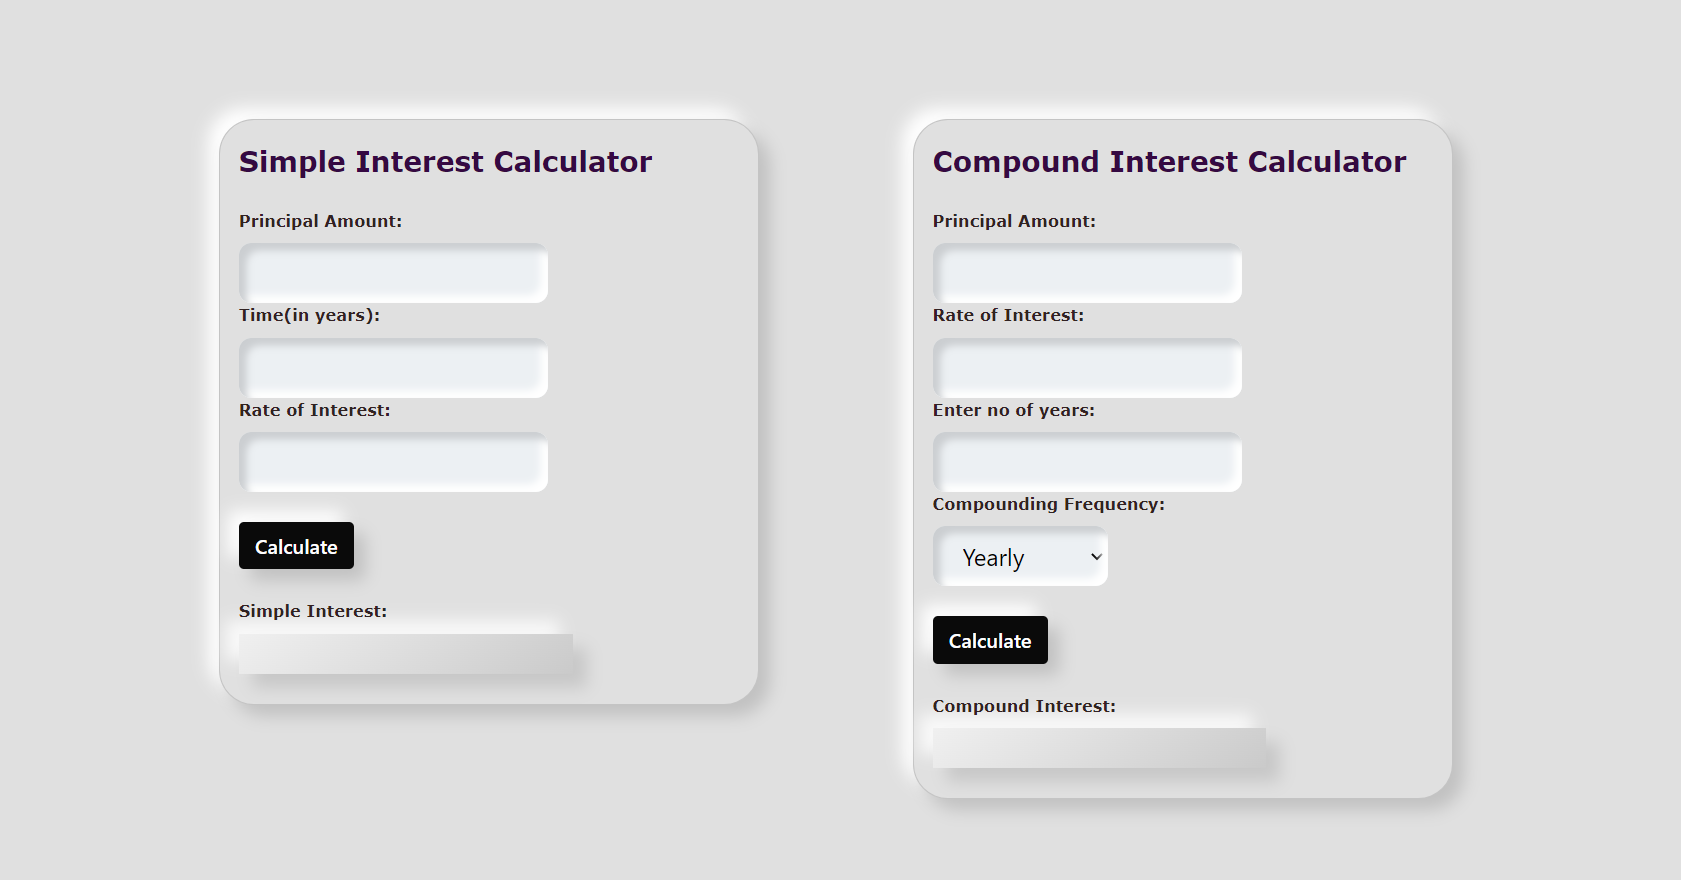 Simple Interest Calculator
Principal Amount:
Time(in years):
Rate of Interest:
Calculate
Simple Interest:
Compound Interest Calculator
Principal Amount:
Rate of Interest:
Enter no of years:
Compounding Frequency:
Yearly
Calculate
Compound Interest: